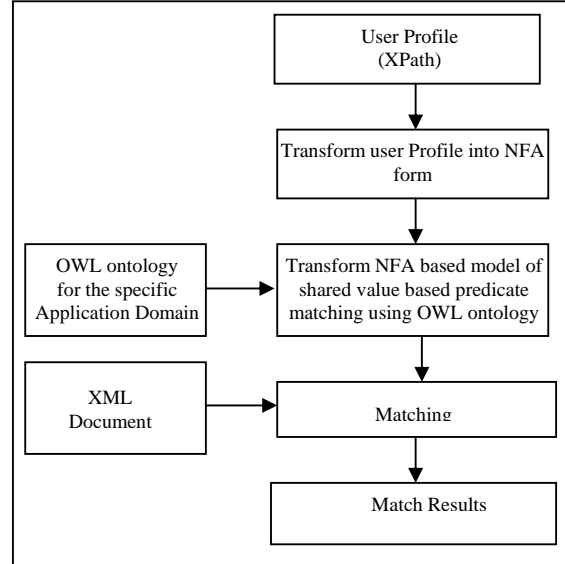 User Profile
(XPath)
Transform user Profile into NFA
form
OWL ontology
for the specific
Application Domain
Transform NFA based model of
shared value based predicate
matching using OWL ontology
XML
Document
Matching
Match Results